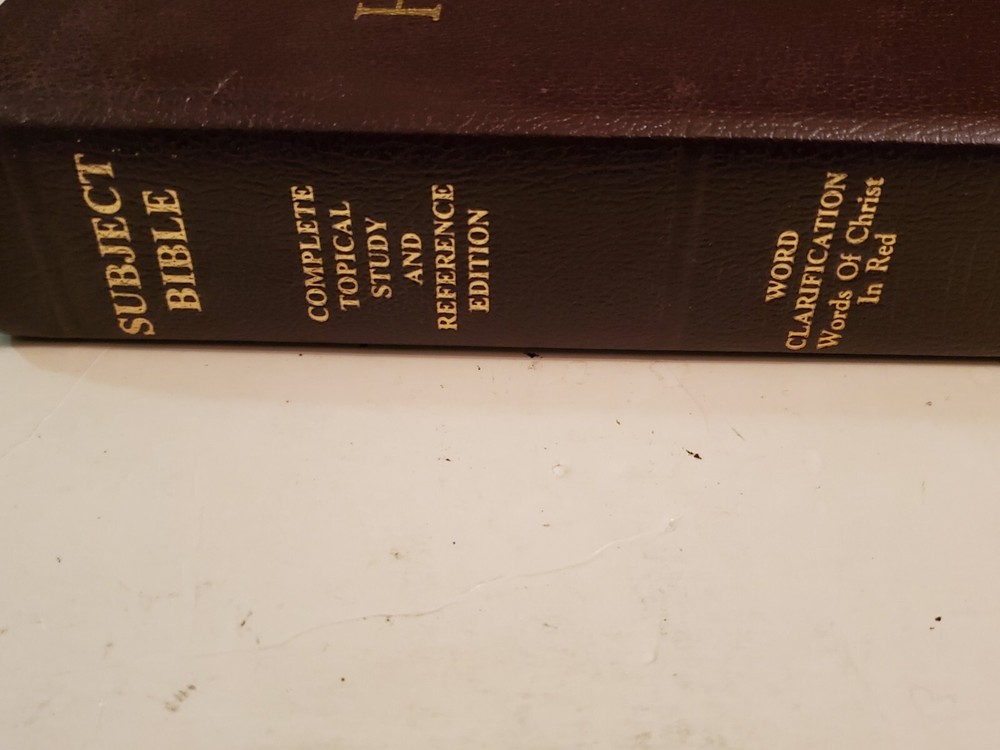 SUBJECT
BIBLE
COMPLETE
TOPICAL
STUDY
AND
REFERENCE
EDITION
WORD
CLARIFICATION
Words Of Christ
In Red